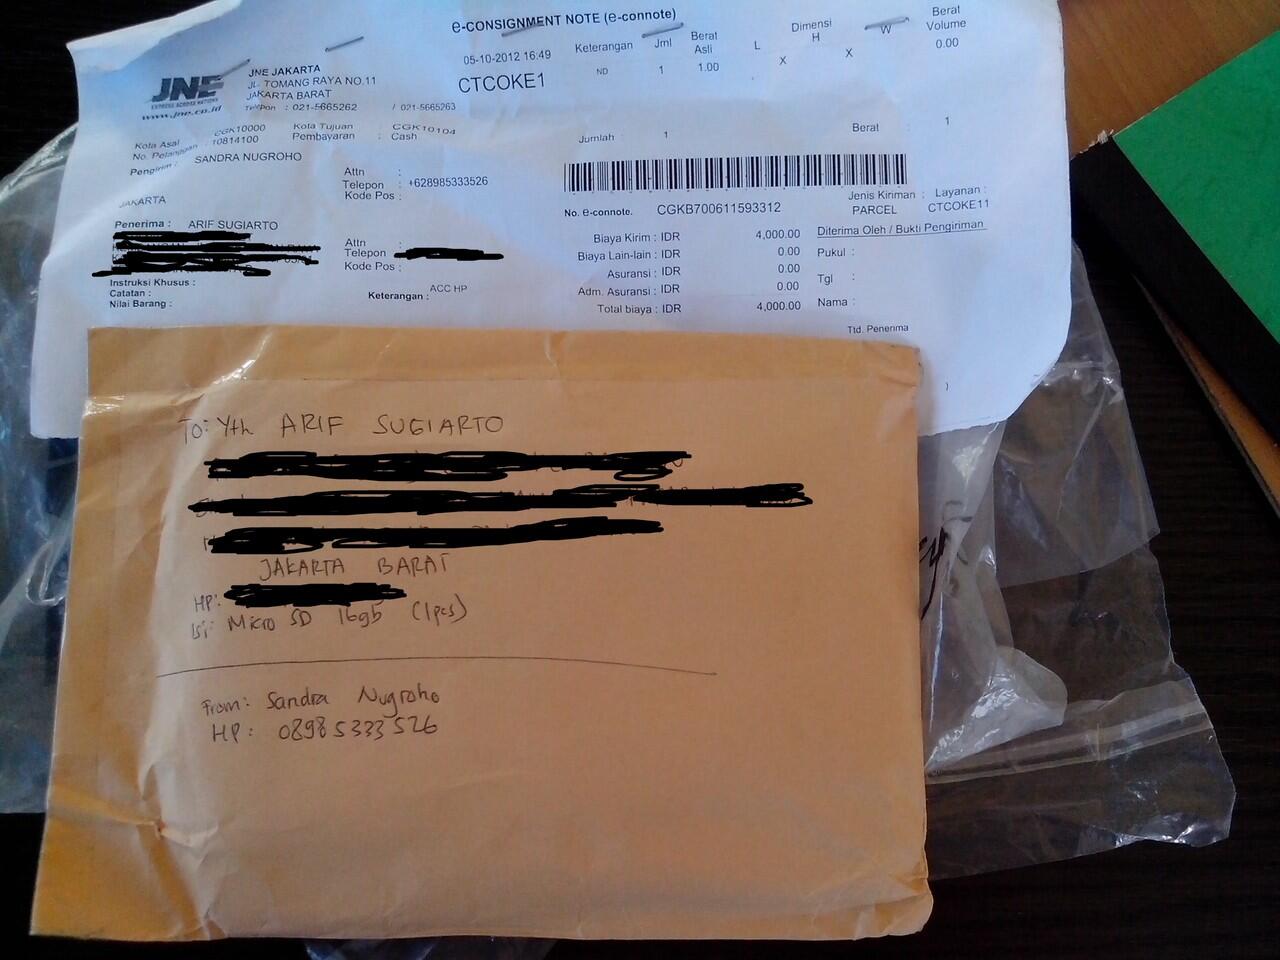 e-CONSIGNMENT NOTE (e-connote)
JNE
EXPRESS ACROSS NATIONS
www.jne.co.id
JNE JAKARTA
JL. TOMANG RAYA NO.11
JAKARTA BARAT
Telepon : 021-5665262 / 021-5665263
05-10-2012 16:49
CTCOKE1
Keterangan Jml Berat Asli L Dimensi H W Berat Volume
ND 1 1.00 X X 0.00
Kota Asal : CGK10000 Kota Tujuan : CGK10104
No. Pelanggan : 10814100 Pembayaran : Cash
Pengirim : SANDRA NUGROHO
JAKARTA
Attn :
Telepon : +628985333526
Kode Pos :
Jumlah : 1 Berat : 1
No. e-connote. CGKB700611593312
Jenis Kiriman : Layanan :
PARCEL CTCOKE11
Penerima : ARIF SUGIARTO
Attn :
Telepon
Kode Pos :
Instruksi Khusus :
Catatan :
Nilai Barang :
Keterangan : ACC HP
Biaya Kirim : IDR 4,000.00
Biaya Lain-lain : IDR 0.00
Asuransi : IDR 0.00
Adm. Asuransi : IDR 0.00
Total biaya : IDR 4,000.00
Diterima Oleh / Bukti Pengiriman
Pukul :
Tgl :
Nama :
Ttd. Penerima
)
To: Yth ARIF SUGIARTO
JAKARTA BARAT
HP:
Isi: Micro SD 16gb (1pcs)
From: Sandra Nugroho
HP: 08985333526